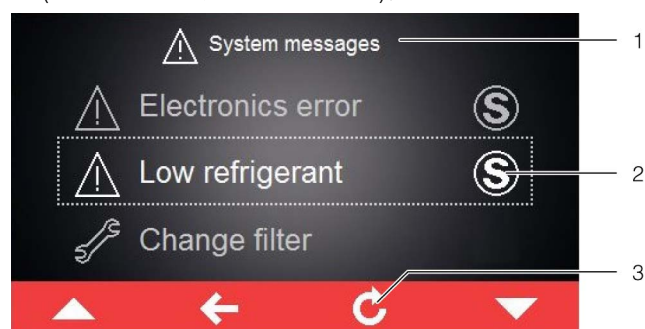 System messages
1
Electronics error S
Low refrigerant S
2
Change filter
3